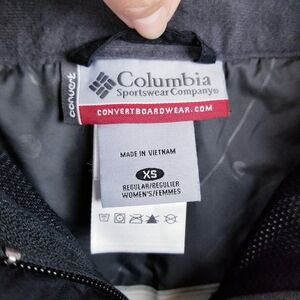 convert
Columbia
Sportswear Company®
CONVERTBOARDWEAR.COM
MADE IN VIETNAM
XS
REGULAR/REGULIER
WOMEN'S/FEMMES